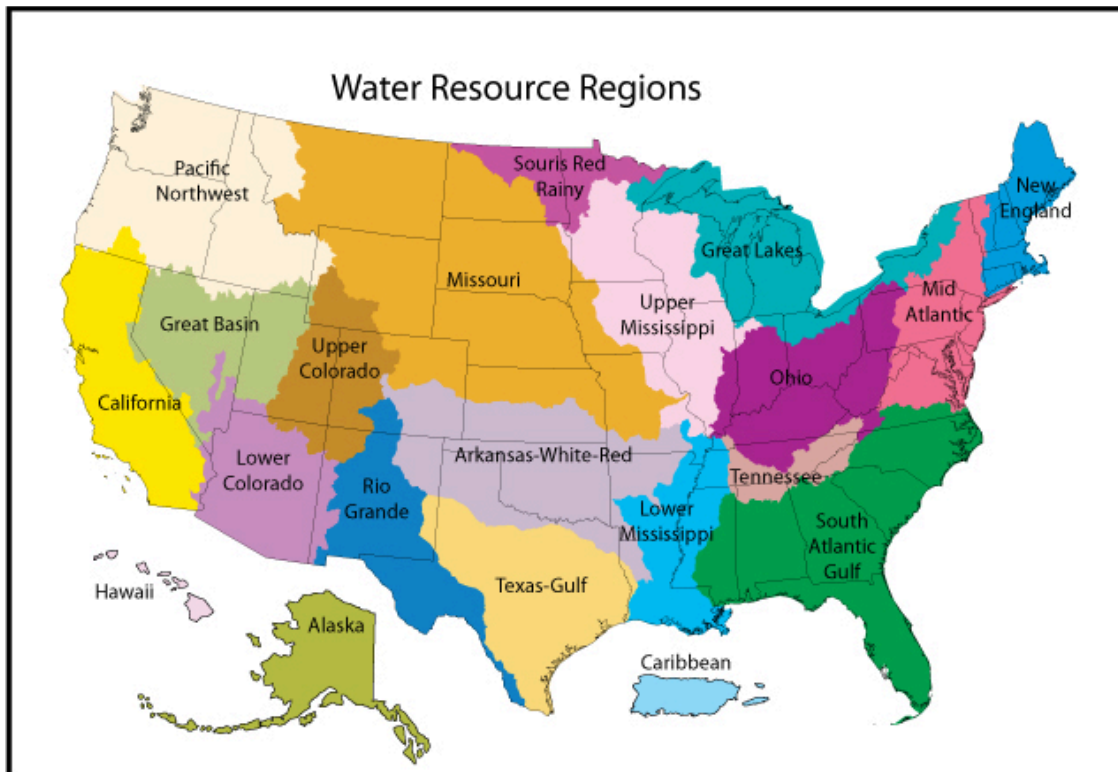 Water Resource Regions
Pacific
Northwest
Souris Red
Rainy
New
England
Great Lakes
Missouri
Mid
Atlantic
Upper
Mississippi
Great Basin
Upper
Colorado
Ohio
California
Arkansas-White-Red
Lower
Colorado
Tennessee
Rio
Grande
Lower
Mississippi
South
Atlantic
Gulf
Texas-Gulf
Hawaii
Alaska
Caribbean